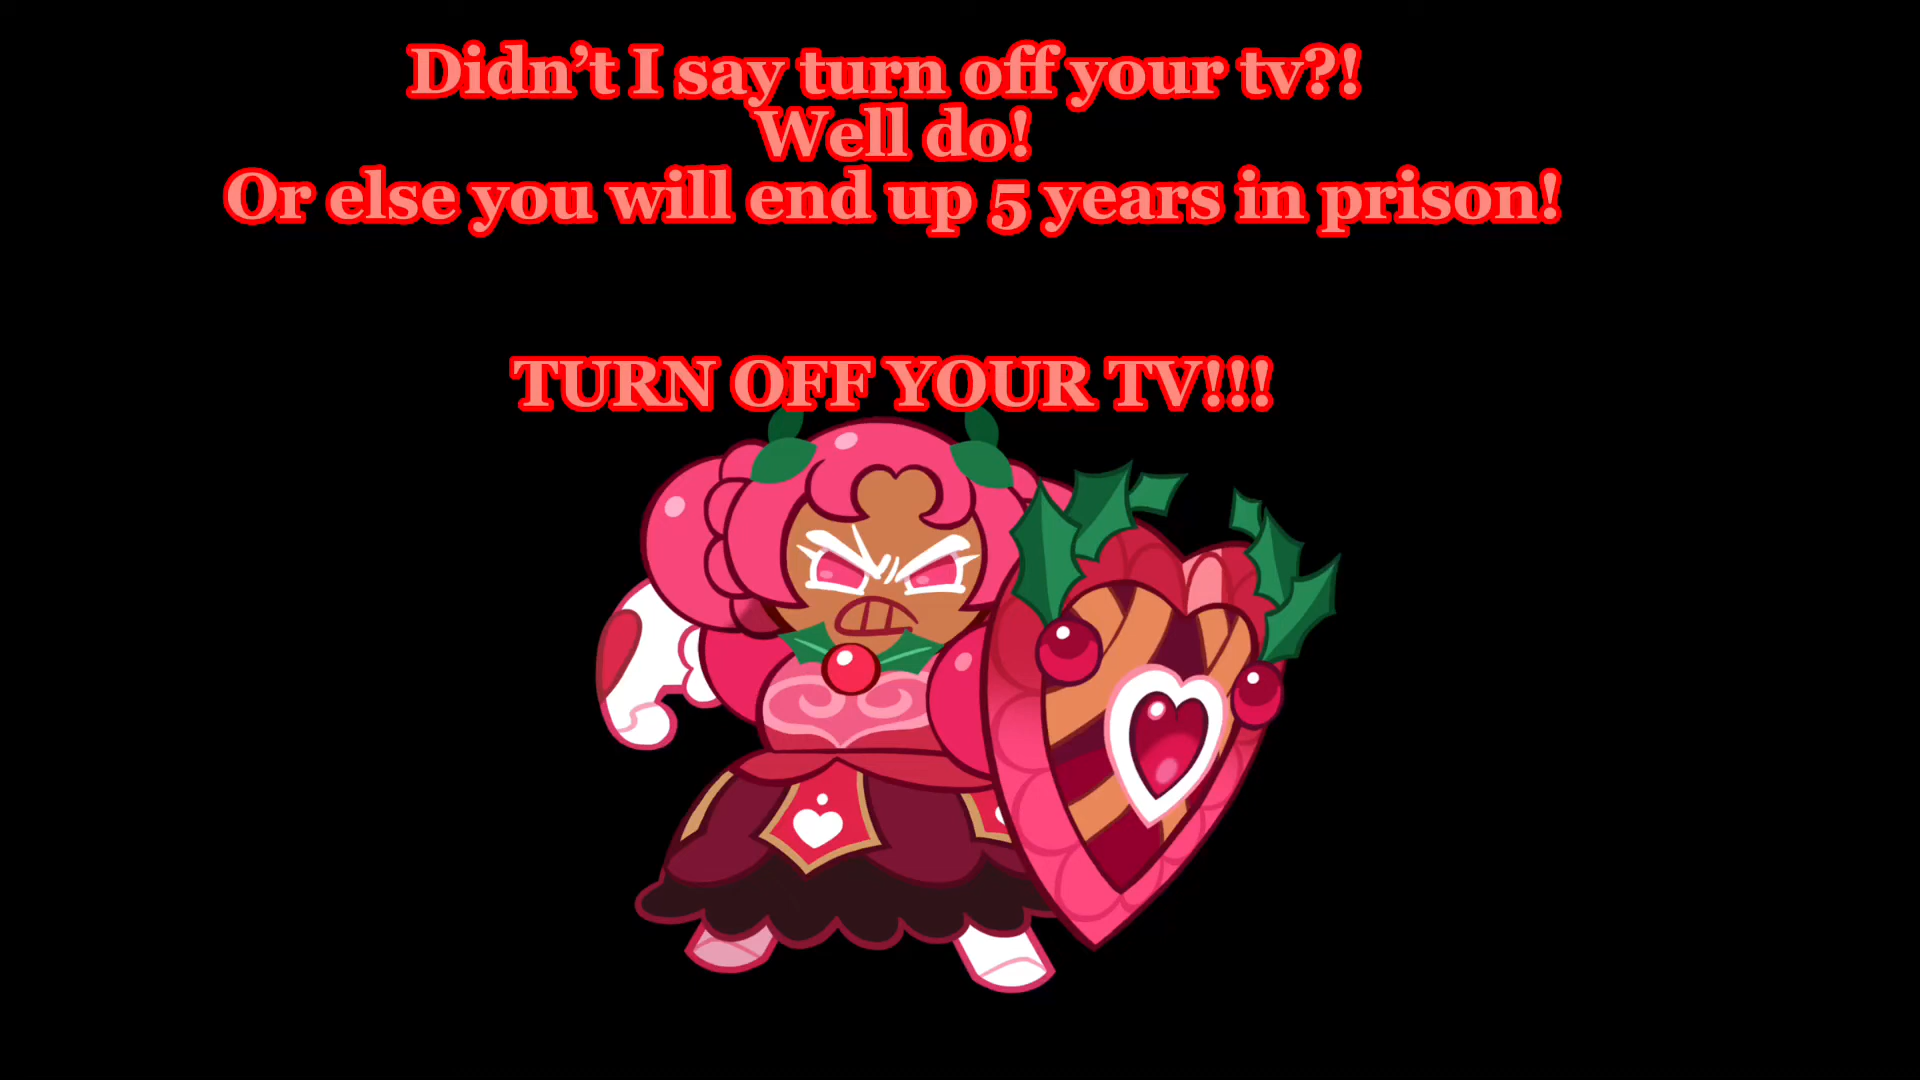 Didn’t I say turn off your tv?!
Well do!
Or else you will end up 5 years in prison!
TURN OFF YOUR TV!!!